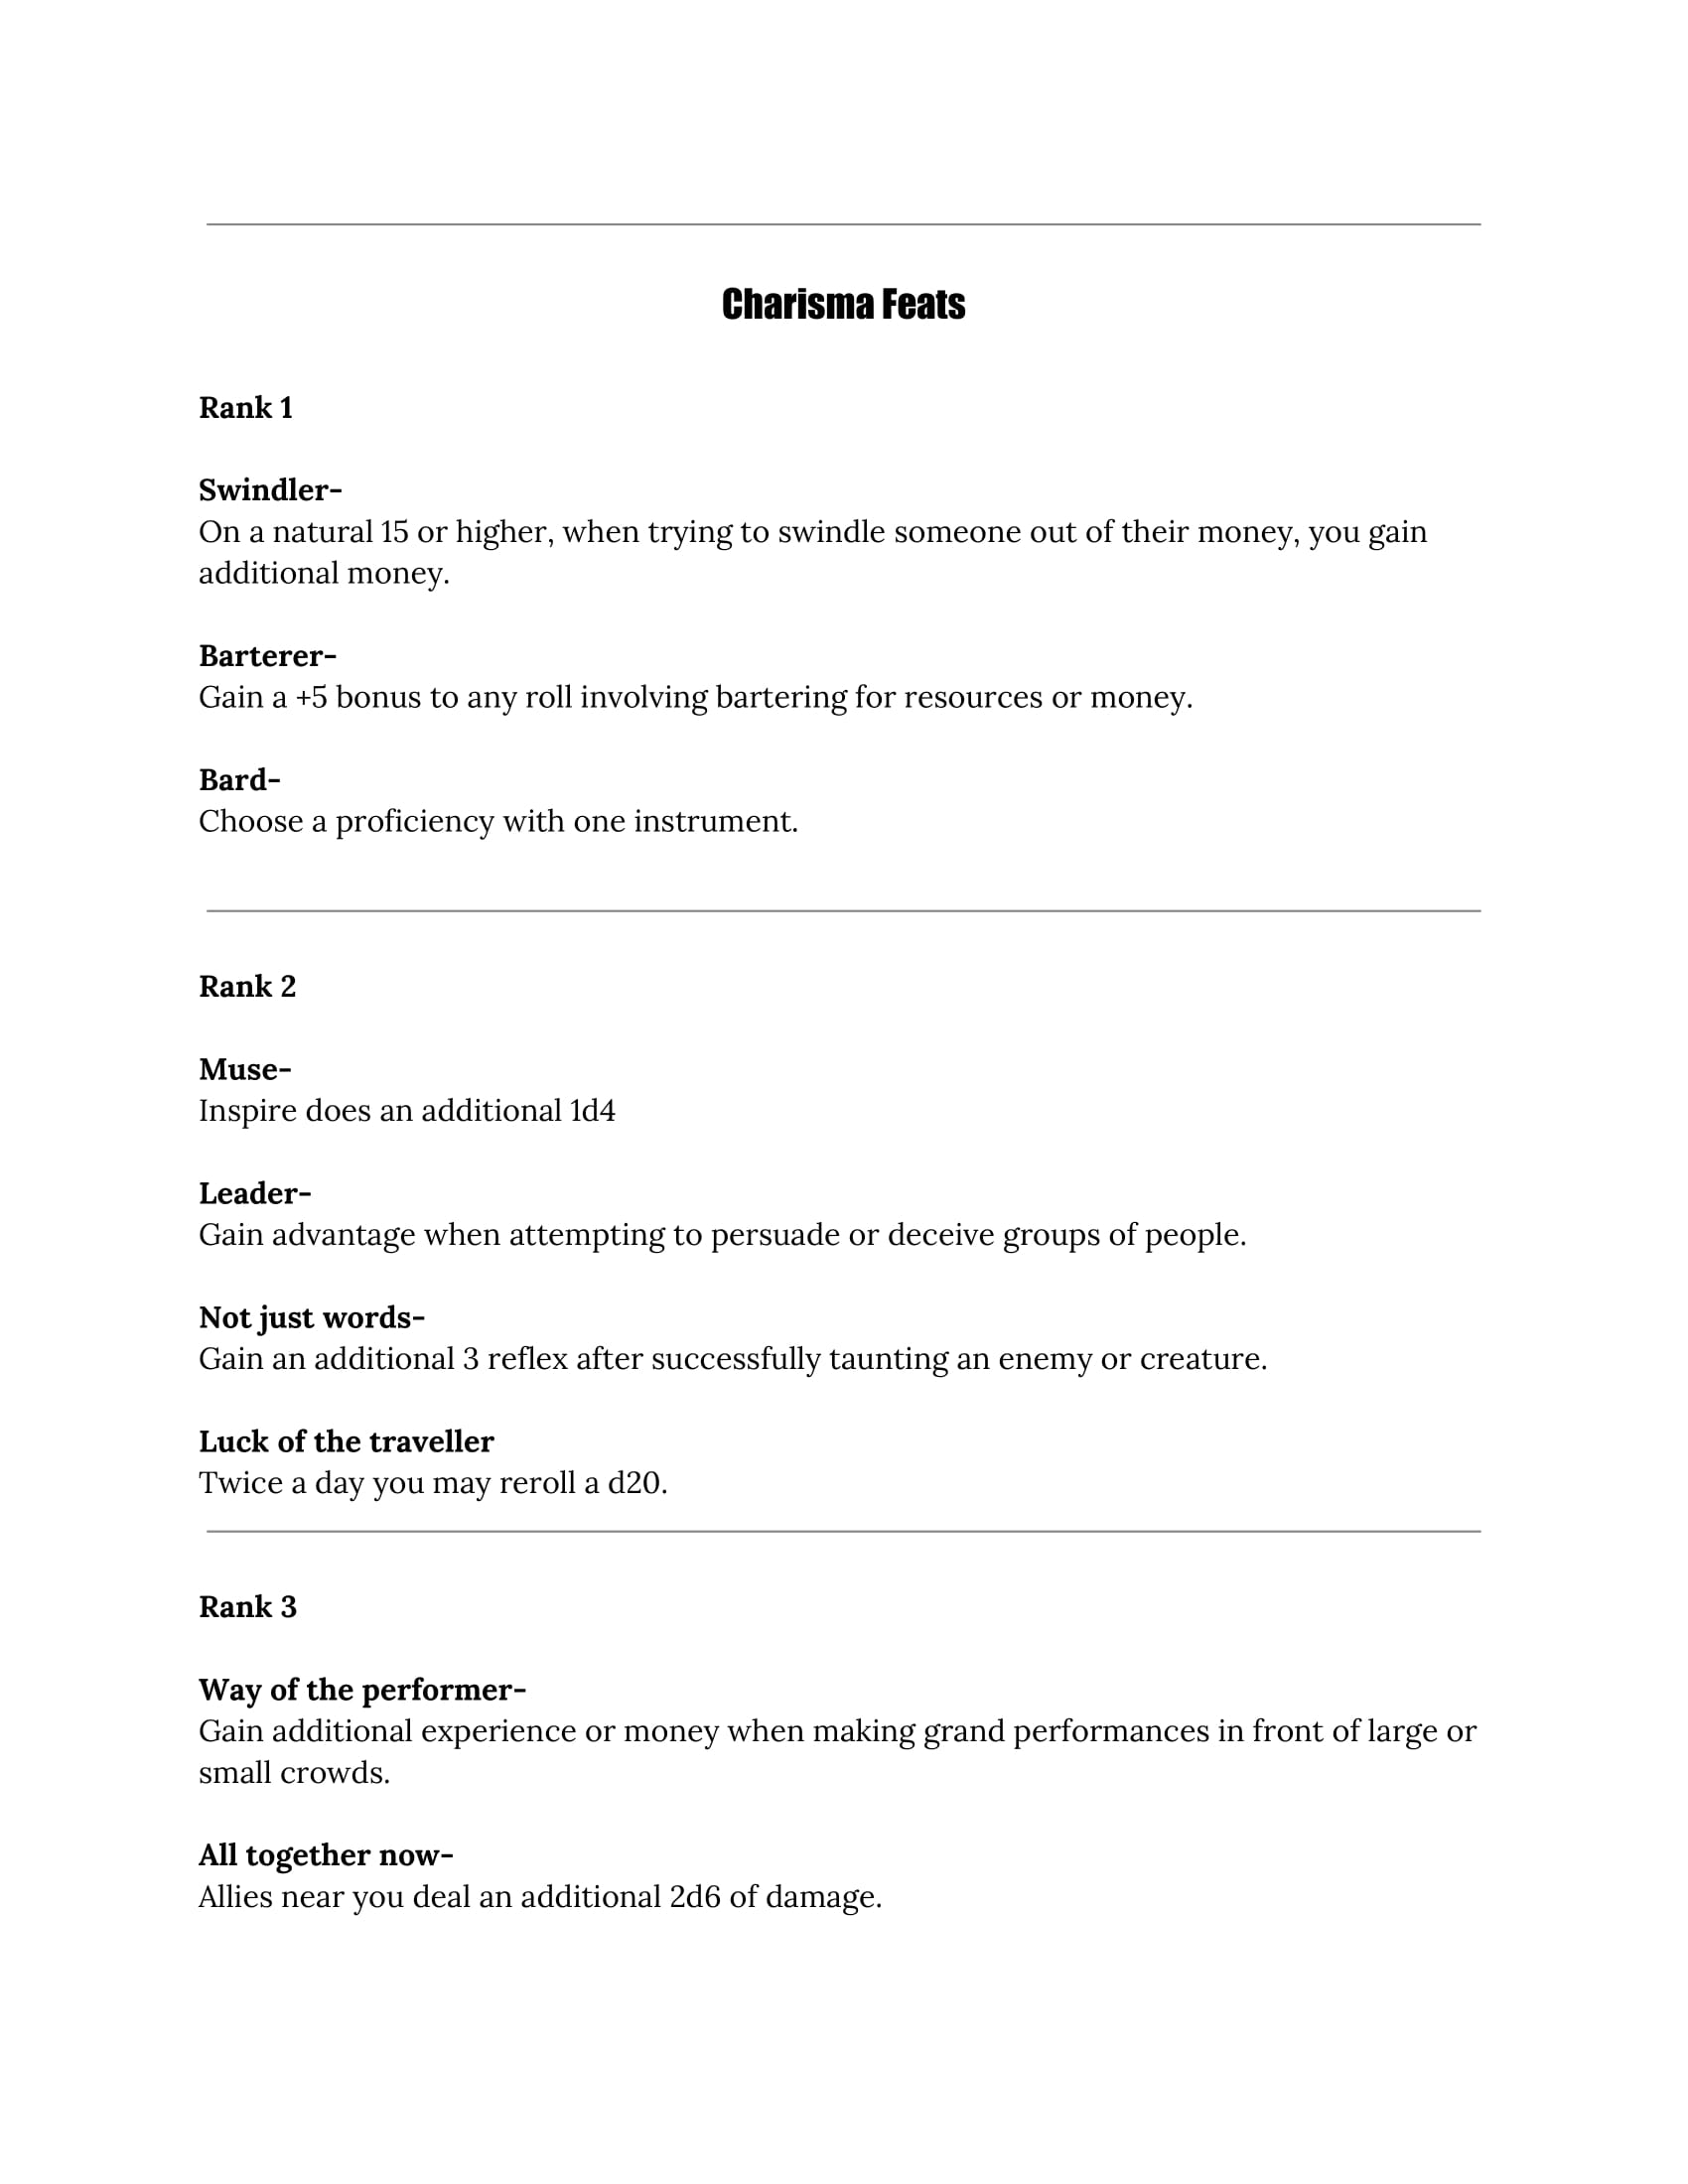 Charisma Feats
Rank 1
Swindler-
On a natural 15 or higher, when trying to swindle someone out of their money, you gain
additional money.
Barterer-
Gain a +5 bonus to any roll involving bartering for resources or money.
Bard-
Choose a proficiency with one instrument.
Rank 2
Muse-
Inspire does an additional 1d4
Leader-
Gain advantage when attempting to persuade or deceive groups of people.
Not just words-
Gain an additional 3 reflex after successfully taunting an enemy or creature.
Luck of the traveller
Twice a day you may reroll a d20.
Rank 3
Way of the performer-
Gain additional experience or money when making grand performances in front of large or
small crowds.
All together now-
Allies near you deal an additional 2d6 of damage.